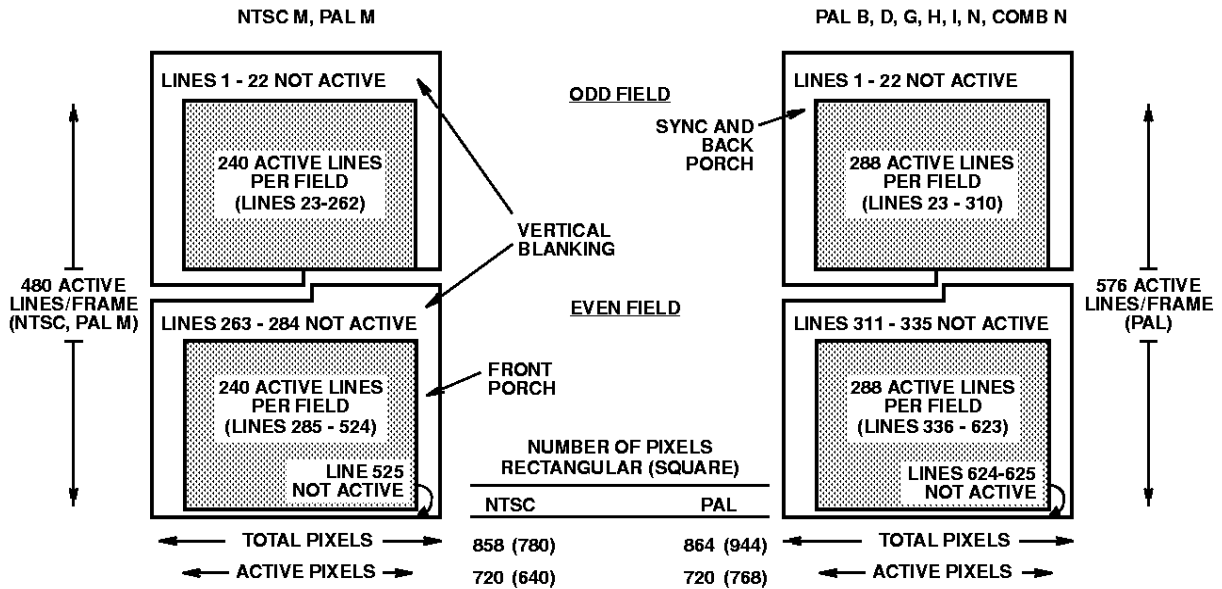 NTSC M, PAL M
PAL B, D, G, H, I, N, COMB N
LINES 1 - 22 NOT ACTIVE
240 ACTIVE LINES
PER FIELD
(LINES 23-262)
480 ACTIVE
LINES/FRAME
(NTSC, PAL M)
LINES 263 - 284 NOT ACTIVE
240 ACTIVE LINES
PER FIELD
(LINES 285 - 524)
LINE 525
NOT ACTIVE
TOTAL PIXELS
ACTIVE PIXELS
ODD FIELD
SYNC AND
BACK
PORCH
VERTICAL
BLANKING
EVEN FIELD
FRONT
PORCH
NUMBER OF PIXELS
RECTANGULAR (SQUARE)
NTSC PAL
858 (780) 864 (944)
720 (640) 720 (768)
LINES 1 - 22 NOT ACTIVE
288 ACTIVE LINES
PER FIELD
(LINES 23 - 310)
576 ACTIVE
LINES/FRAME
(PAL)
LINES 311 - 335 NOT ACTIVE
288 ACTIVE LINES
PER FIELD
(LINES 336 - 623)
LINES 624-625
NOT ACTIVE
TOTAL PIXELS
ACTIVE PIXELS